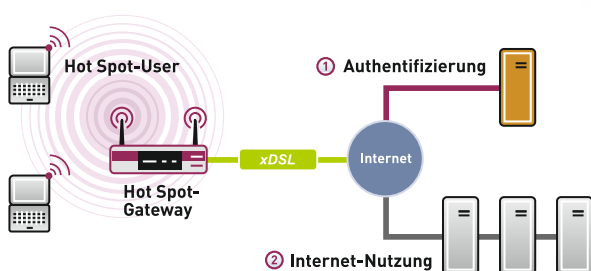 Hot Spot-User
① Authentifizierung
xDSL
Internet
Hot Spot-
Gateway
② Internet-Nutzung